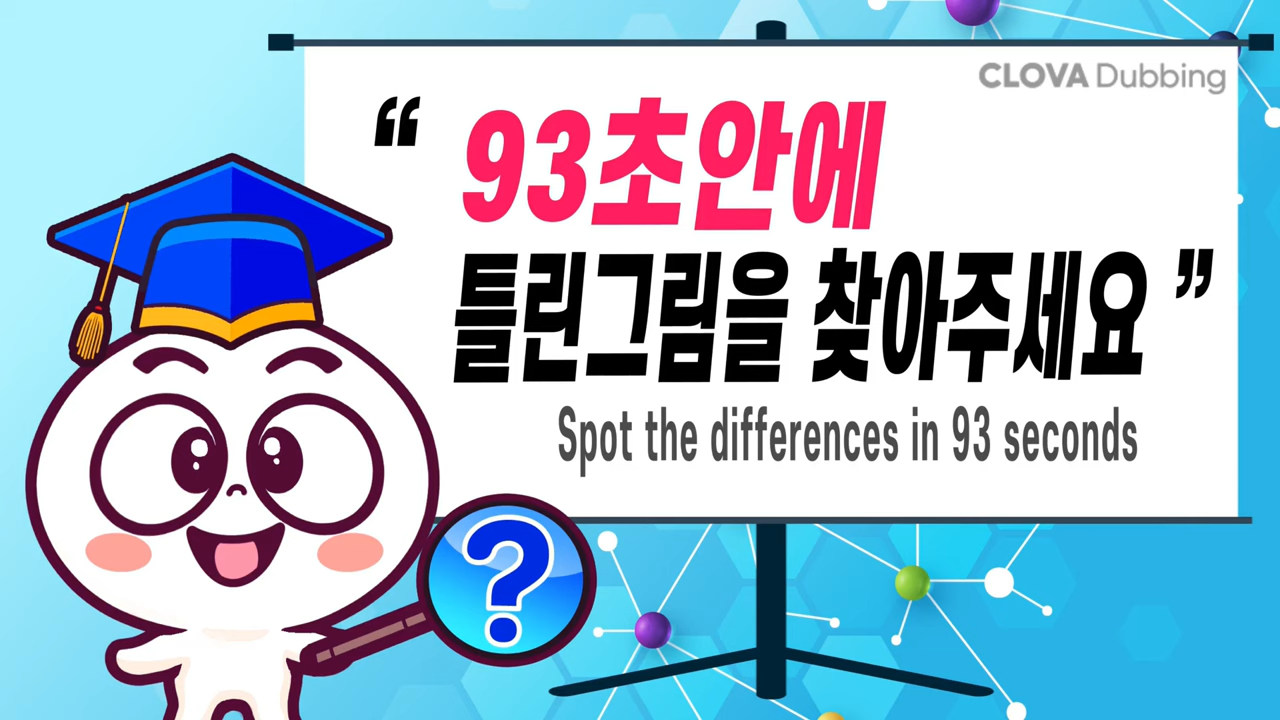 CLOVA Dubbing
“ 93초안에
틀린그림을 찾아주세요 ”
Spot the differences in 93 seconds
?